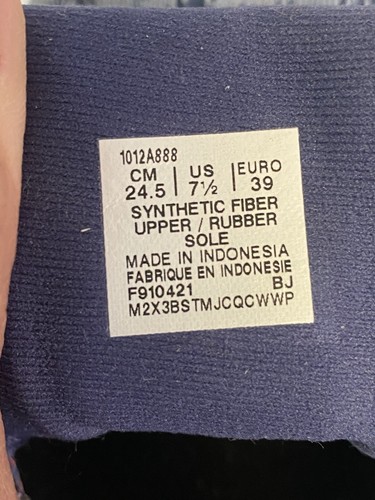 1012A888
CM | US | EURO
24.5 | 7½ | 39
SYNTHETIC FIBER
UPPER / RUBBER
SOLE
MADE IN INDONESIA
FABRIQUE EN INDONESIE
F910421 BJ
M2X3BSTMJCQCWWP